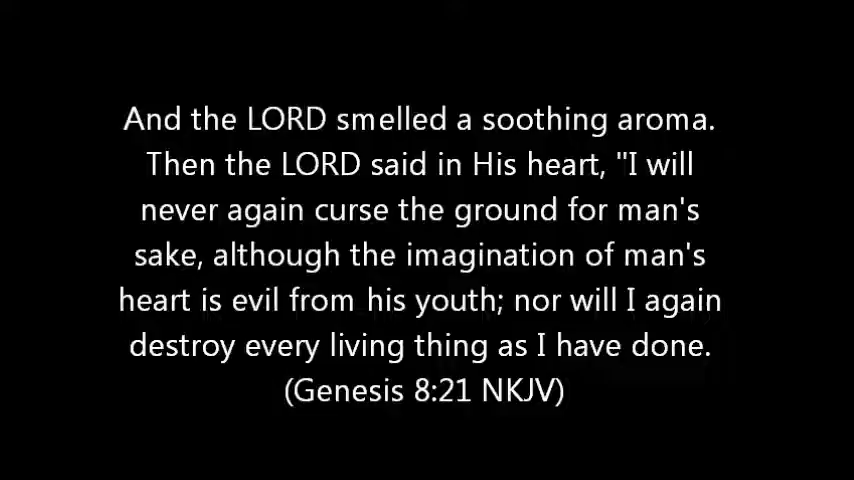 And the LORD smelled a soothing aroma.
Then the LORD said in His heart, "I will
never again curse the ground for man's
sake, although the imagination of man's
heart is evil from his youth; nor will I again
destroy every living thing as I have done.
(Genesis 8:21 NKJV)